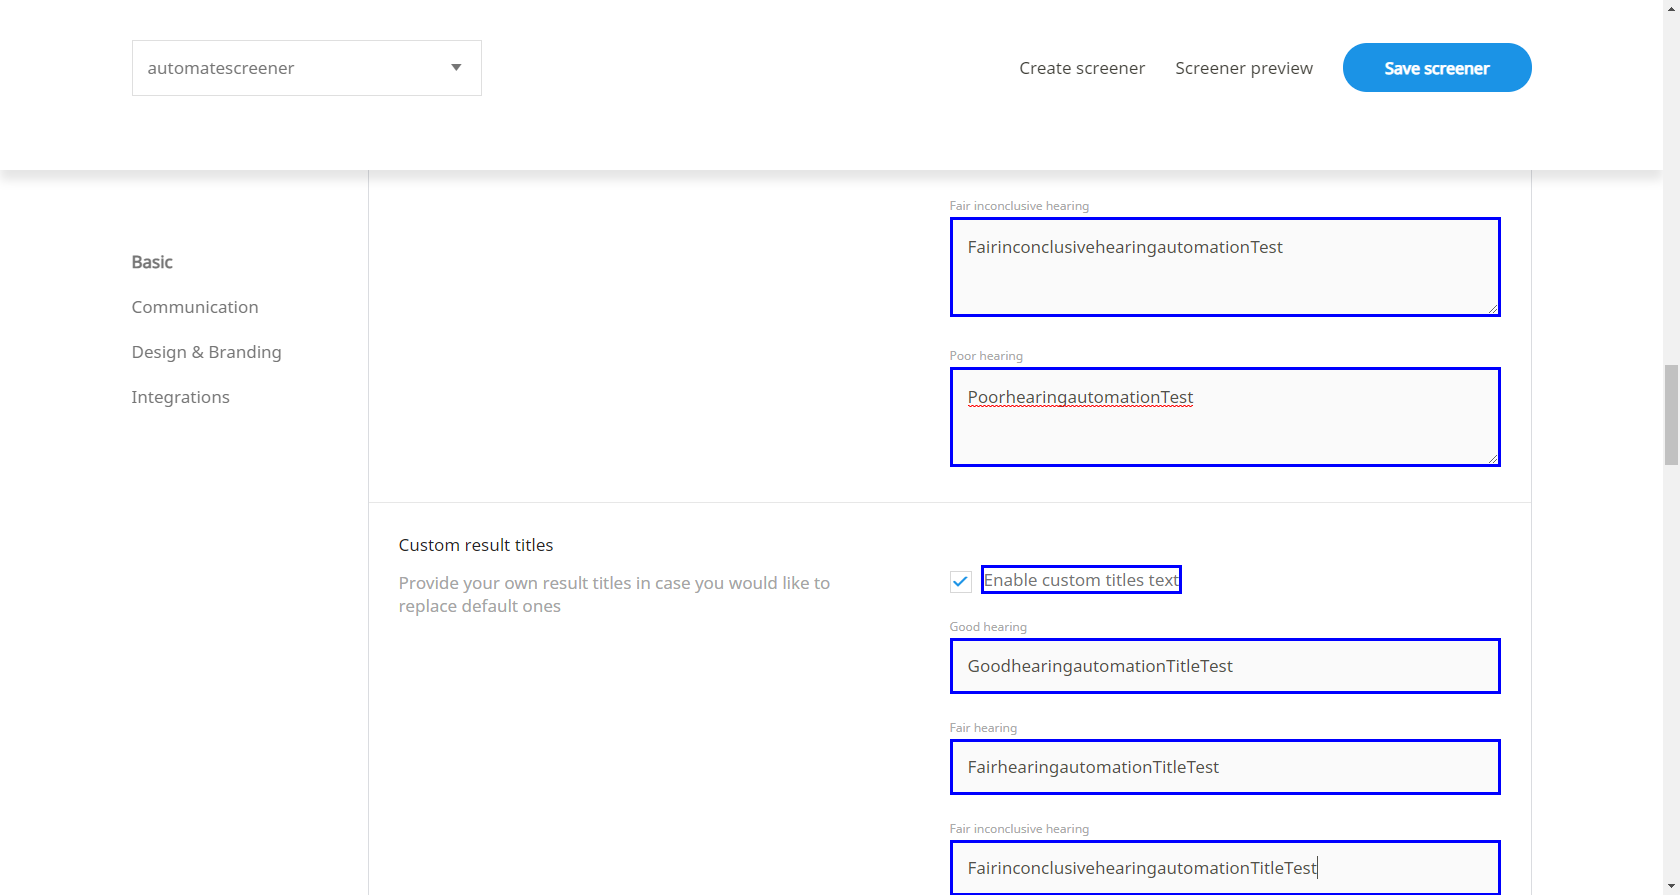 automatescreener
Create screener
Screener preview
Save screener
Basic
Communication
Design & Branding
Integrations
Fair inconclusive hearing
FairinconclusivehearingautomationTest
Poor hearing
PoorhearingautomationTest
Custom result titles
Provide your own result titles in case you would like to
replace default ones
Enable custom titles text
Good hearing
GoodhearingautomationTitleTest
Fair hearing
FairhearingautomationTitleTest
Fair inconclusive hearing
FairinconclusivehearingautomationTitleTest